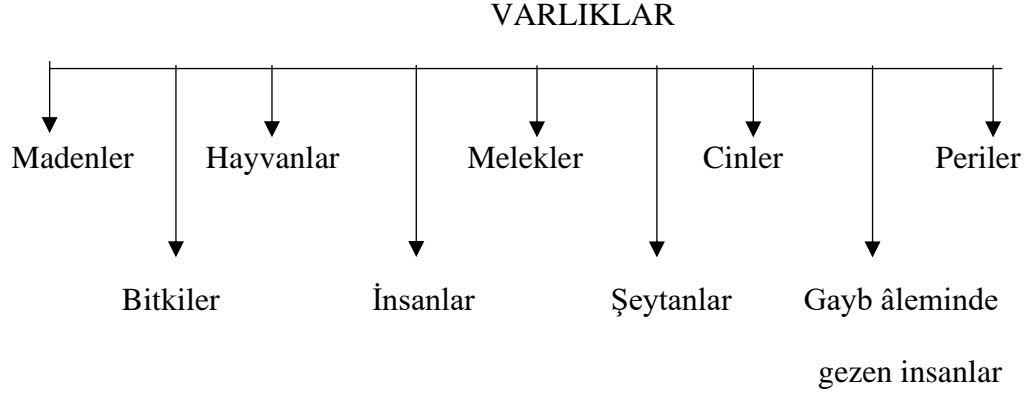 VARLIKLAR
Madenler Hayvanlar Melekler Cinler Periler
Bitkiler İnsanlar Şeytanlar Gayb âleminde
gezen insanlar